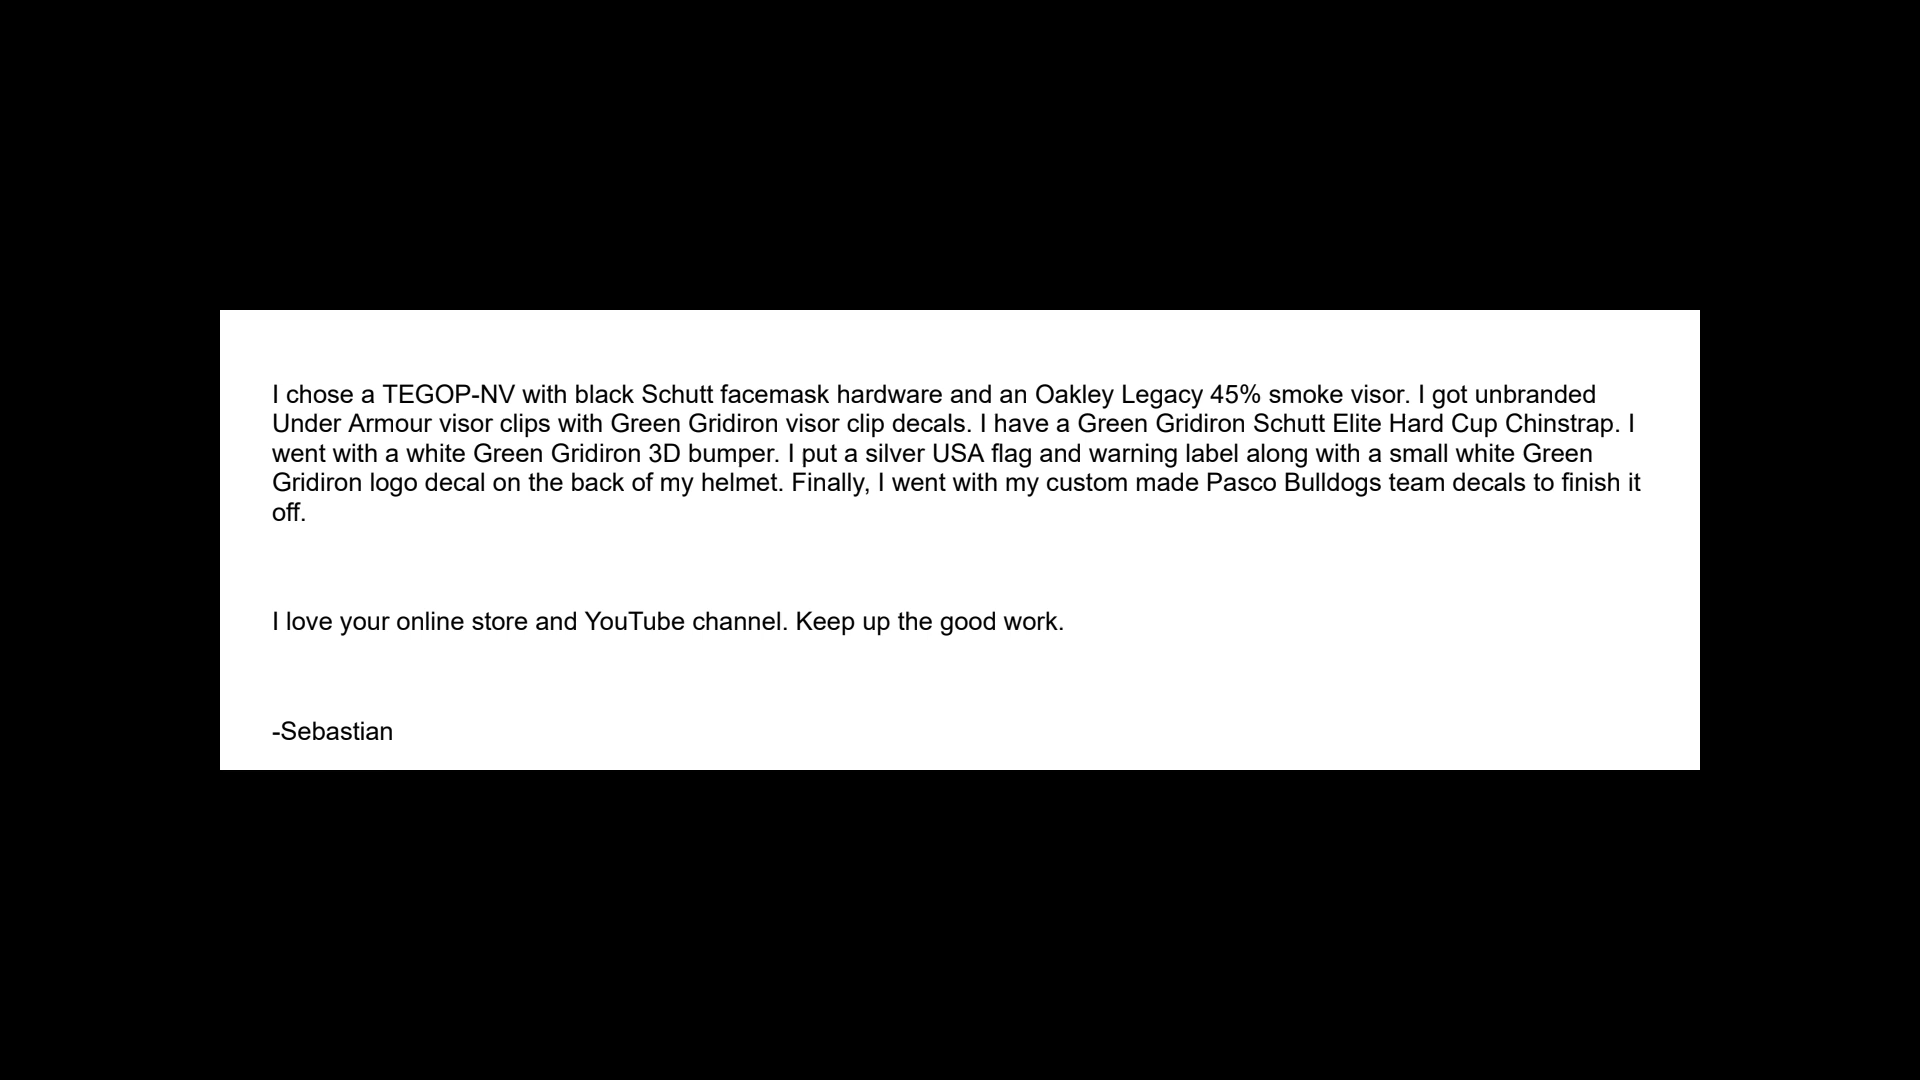 I chose a TEGOP-NV with black Schutt facemask hardware and an Oakley Legacy 45% smoke visor. I got unbranded
Under Armour visor clips with Green Gridiron visor clip decals. I have a Green Gridiron Schutt Elite Hard Cup Chinstrap. I
went with a white Green Gridiron 3D bumper. I put a silver USA flag and warning label along with a small white Green
Gridiron logo decal on the back of my helmet. Finally, I went with my custom made Pasco Bulldogs team decals to finish it
off.
I love your online store and YouTube channel. Keep up the good work.
-Sebastian